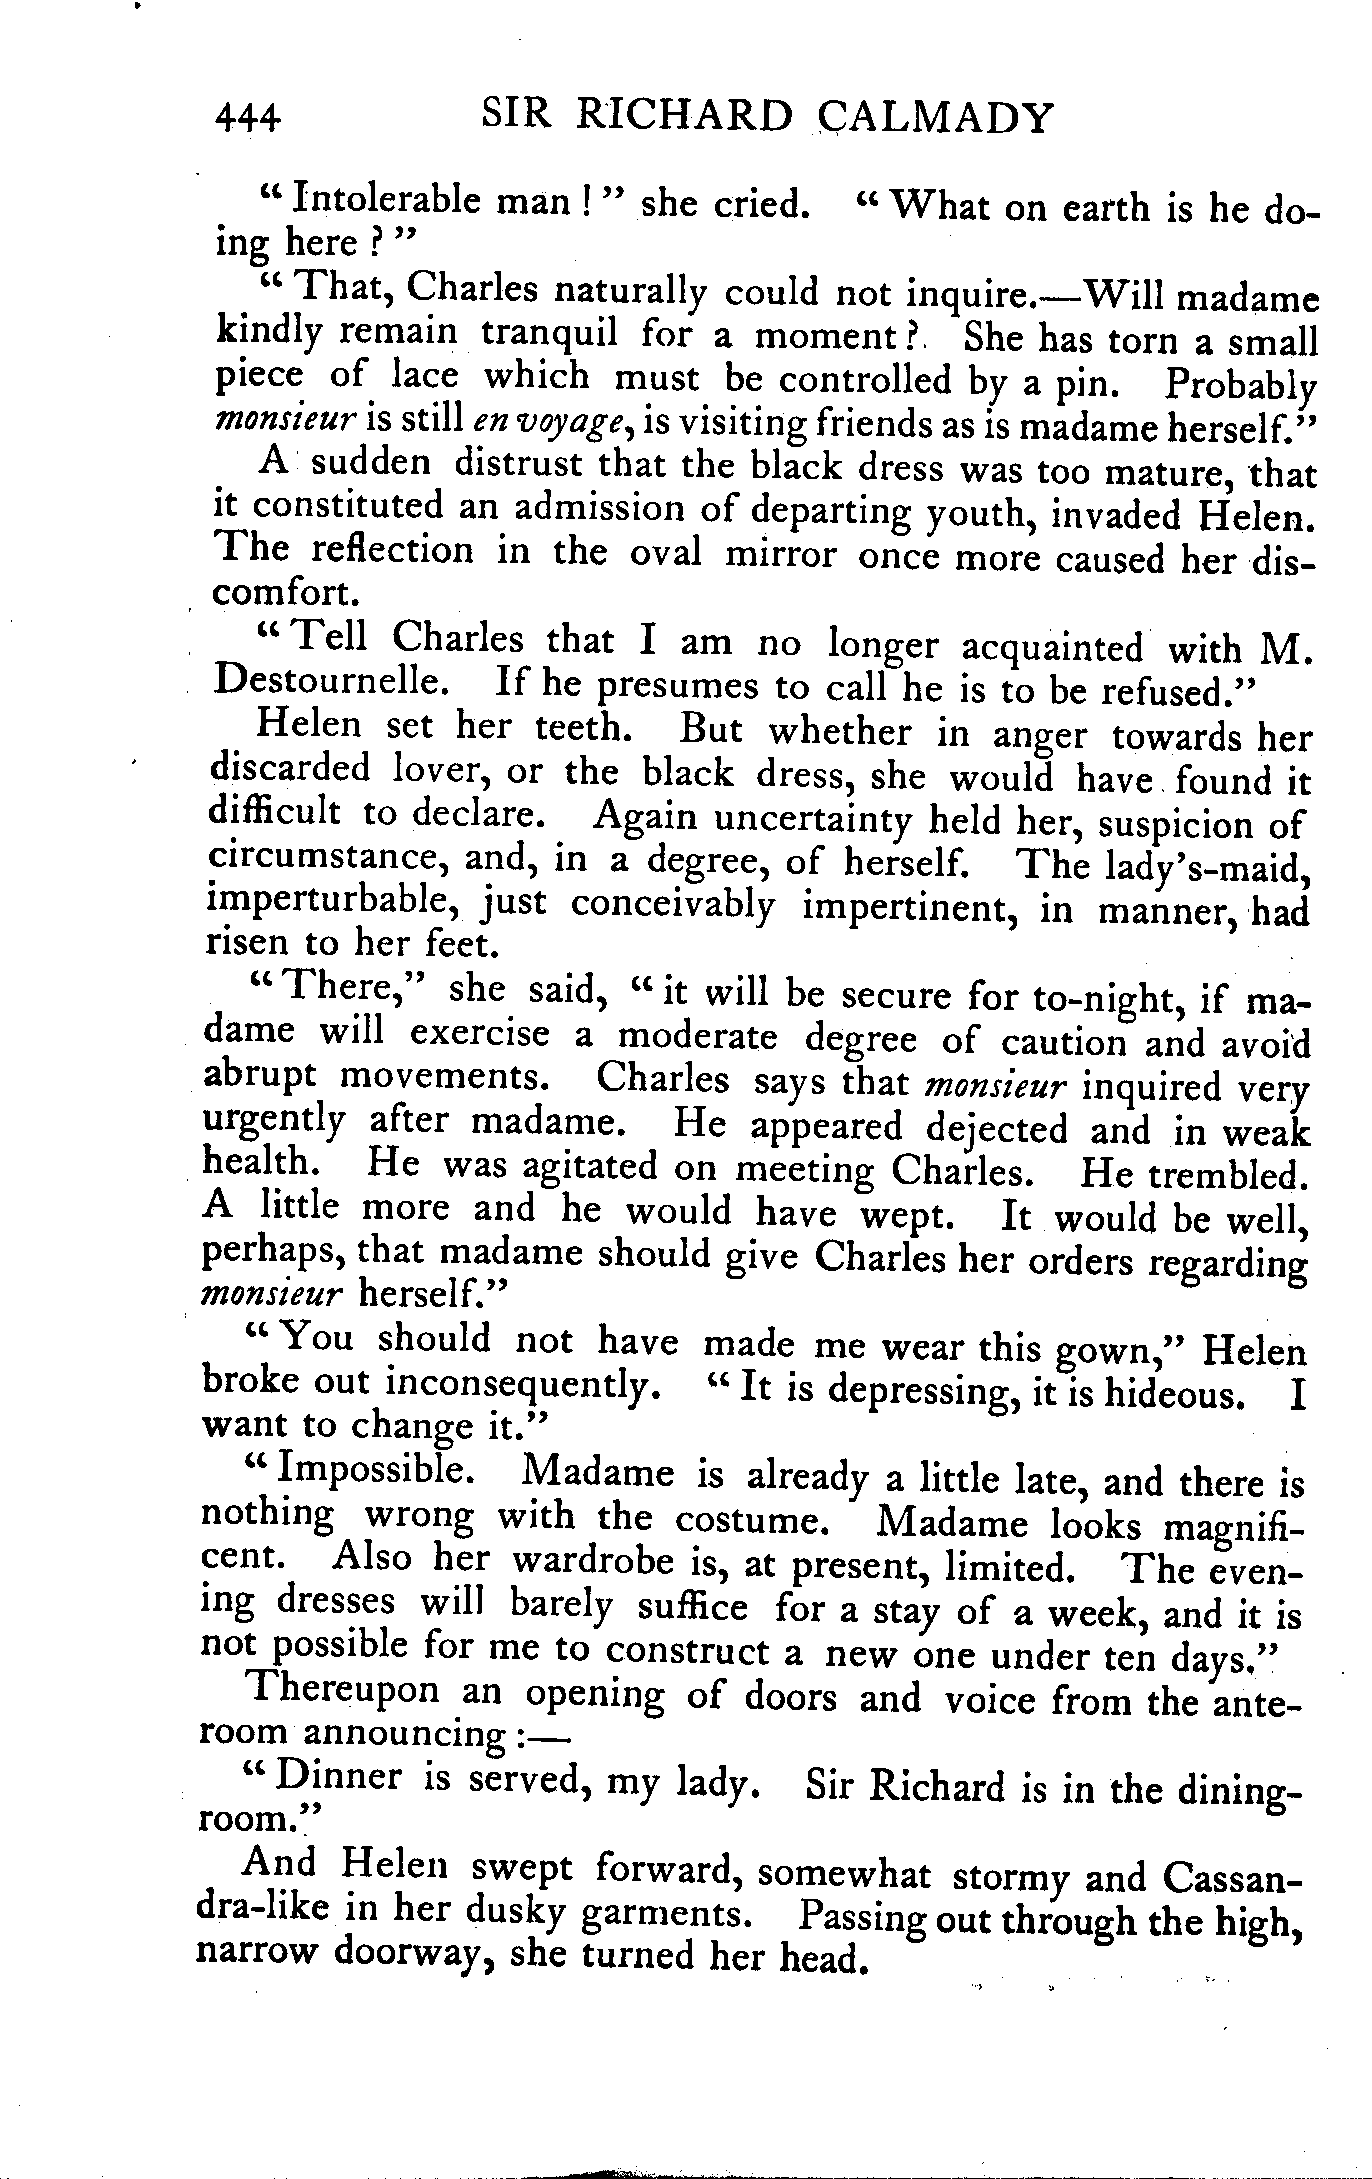 444 SIR RICHARD CALMADY
“ Intolerable man ! ” she cried. “ What on earth is he do-
ing here ? ”
“ That, Charles naturally could not inquire.—Will madame
kindly remain tranquil for a moment ? She has torn a small
piece of lace which must be controlled by a pin. Probably
monsieur is still en voyage, is visiting friends as is madame herself.”
A sudden distrust that the black dress was too mature, that
it constituted an admission of departing youth, invaded Helen.
The reflection in the oval mirror once more caused her dis-
comfort.
“ Tell Charles that I am no longer acquainted with M.
Destournelle. If he presumes to call he is to be refused.”
Helen set her teeth. But whether in anger towards her
discarded lover, or the black dress, she would have found it
difficult to declare. Again uncertainty held her, suspicion of
circumstance, and, in a degree, of herself. The lady’s-maid,
imperturbable, just conceivably impertinent, in manner, had
risen to her feet.
“ There,” she said, “ it will be secure for to-night, if ma-
dame will exercise a moderate degree of caution and avoid
abrupt movements. Charles says that monsieur inquired very
urgently after madame. He appeared dejected and in weak
health. He was agitated on meeting Charles. He trembled.
A little more and he would have wept. It would be well,
perhaps, that madame should give Charles her orders regarding
monsieur herself.”
“ You should not have made me wear this gown,” Helen
broke out inconsequently. “ It is depressing, it is hideous. I
want to change it.”
“ Impossible. Madame is already a little late, and there is
nothing wrong with the costume. Madame looks magnifi-
cent. Also her wardrobe is, at present, limited. The even-
ing dresses will barely suffice for a stay of a week, and it is
not possible for me to construct a new one under ten days.”
Thereupon an opening of doors and voice from the ante-
room announcing :—
“ Dinner is served, my lady. Sir Richard is in the dining-
room.”
And Helen swept forward, somewhat stormy and Cassan-
dra-like in her dusky garments. Passing out through the high,
narrow doorway, she turned her head.